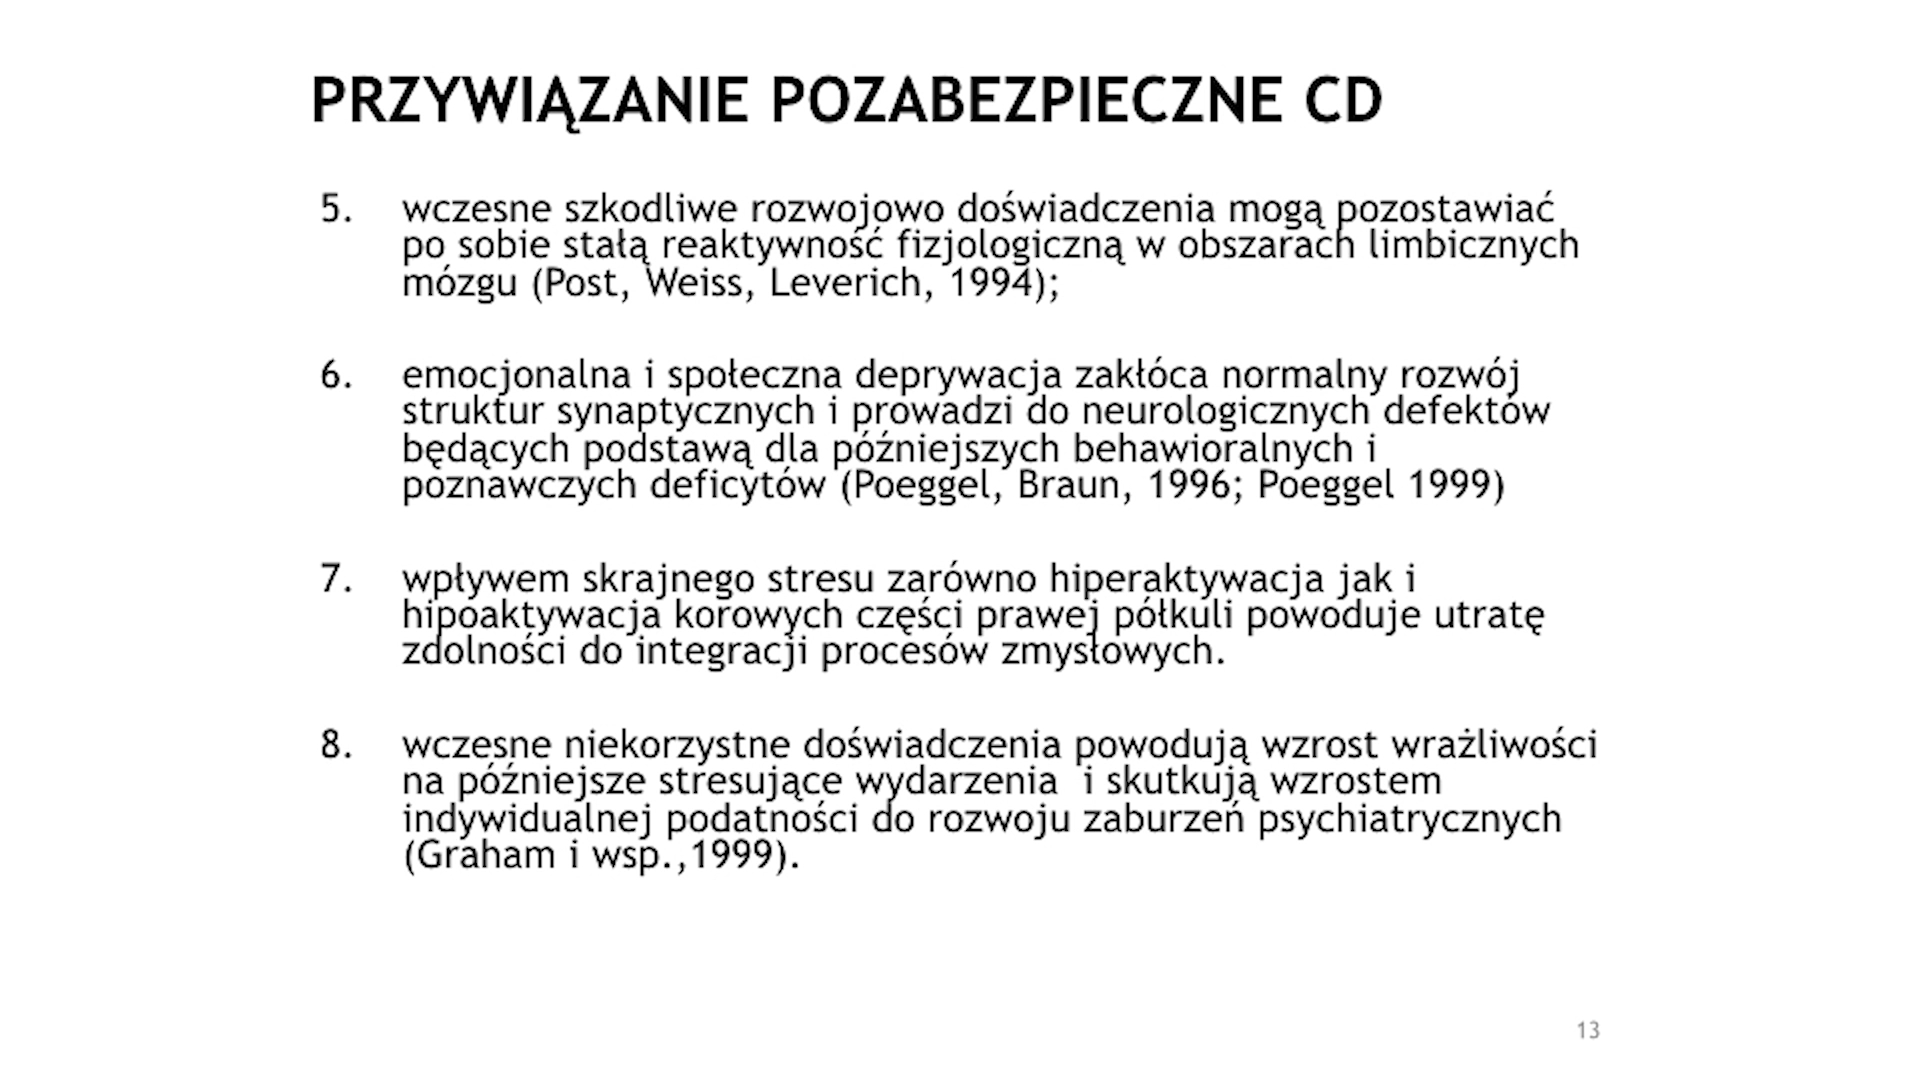 PRZYWIĄZANIE POZABEZPIECZNE CD
5. wczesne szkodliwe rozwojowo doświadczenia mogą pozostawiać
po sobie stałą reaktywność fizjologiczną w obszarach limbicznych
mózgu (Post, Weiss, Leverich, 1994);
6. emocjonalna i społeczna deprywacja zakłóca normalny rozwój
struktur synaptycznych i prowadzi do neurologicznych defektów
będących podstawą dla późniejszych behawioralnych i
poznawczych deficytów (Poeggel, Braun, 1996; Poeggel 1999)
7. wpływem skrajnego stresu zarówno hiperaktywacja jak i
hipoaktywacja korowych części prawej półkuli powoduje utratę
zdolności do integracji procesów zmysłowych.
8. wczesne niekorzystne doświadczenia powodują wzrost wrażliwości
na późniejsze stresujące wydarzenia  i skutkują wzrostem
indywidualnej podatności do rozwoju zaburzeń psychiatrycznych
(Graham i wsp.,1999).
13